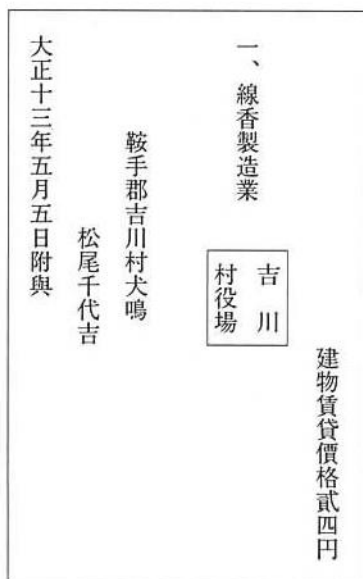 建物賃貸價格貳四円
一、線香製造業
吉川
村役場
鞍手郡吉川村犬鳴
松尾千代吉
大正十三年五月五日附與